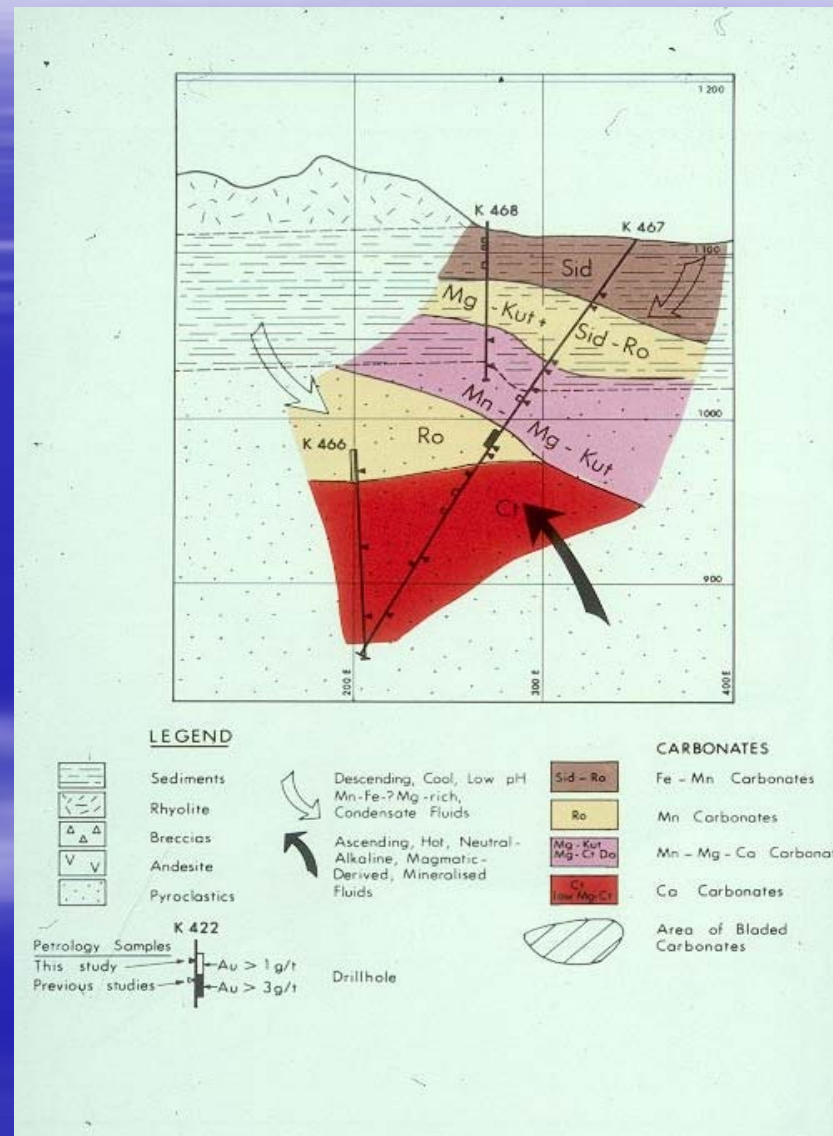 1200
K 468
K 467
1100
Sid
Mg - Kut +
Sid - Ro
Mn - Mg - Kut
1000
Ro
K 466
Ct
900
200 E
300 E
400 E
LEGEND
Sediments
Rhyolite
Breccias
Andesite
Pyroclastics
Descending, Cool, Low pH
Mn-Fe-?Mg-rich,
Condensate Fluids
Ascending, Hot, Neutral-
Alkaline, Magmatic-
Derived, Mineralised
Fluids
CARBONATES
Sid - Ro
Fe - Mn Carbonates
Ro
Mn Carbonates
Mg - Kut
Mg - Ct Do
Mn - Mg - Ca Carbonat
Ct
low Mg-Ct
Ca Carbonates
Area of Bladed
Carbonates
K 422
Petrology Samples
This study
Previous studies
Au > 1 g/t
Au > 3 g/t
Drillhole